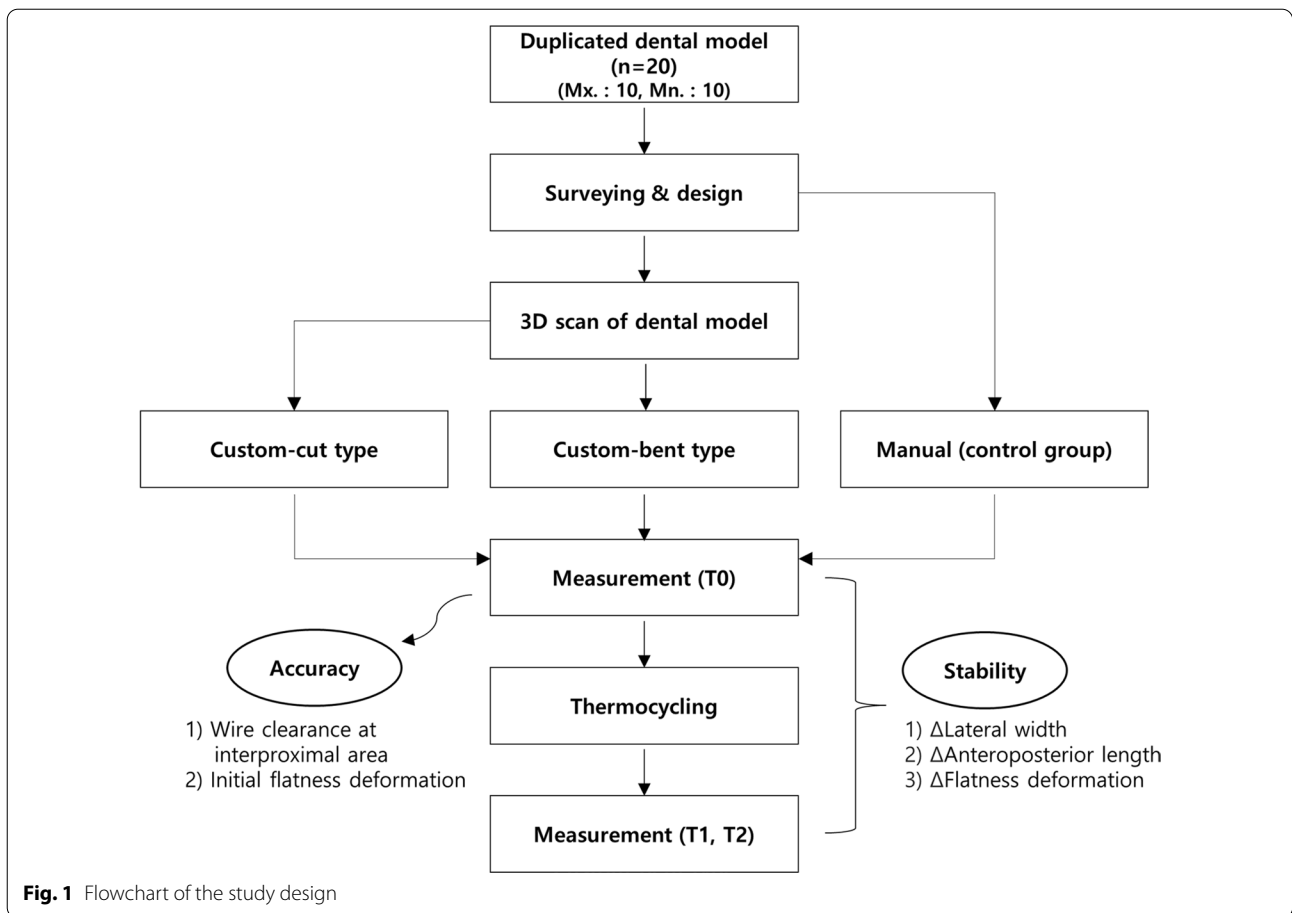 Duplicated dental model
(n=20)
(Mx. : 10, Mn. : 10)
Surveying & design
3D scan of dental model
Custom-cut type
Custom-bent type
Manual (control group)
Measurement (T0)
Accuracy
1) Wire clearance at
interproximal area
2) Initial flatness deformation
Thermocycling
Stability
1) ΔLateral width
2) ΔAnteroposterior length
3) ΔFlatness deformation
Measurement (T1, T2)
Fig. 1 Flowchart of the study design